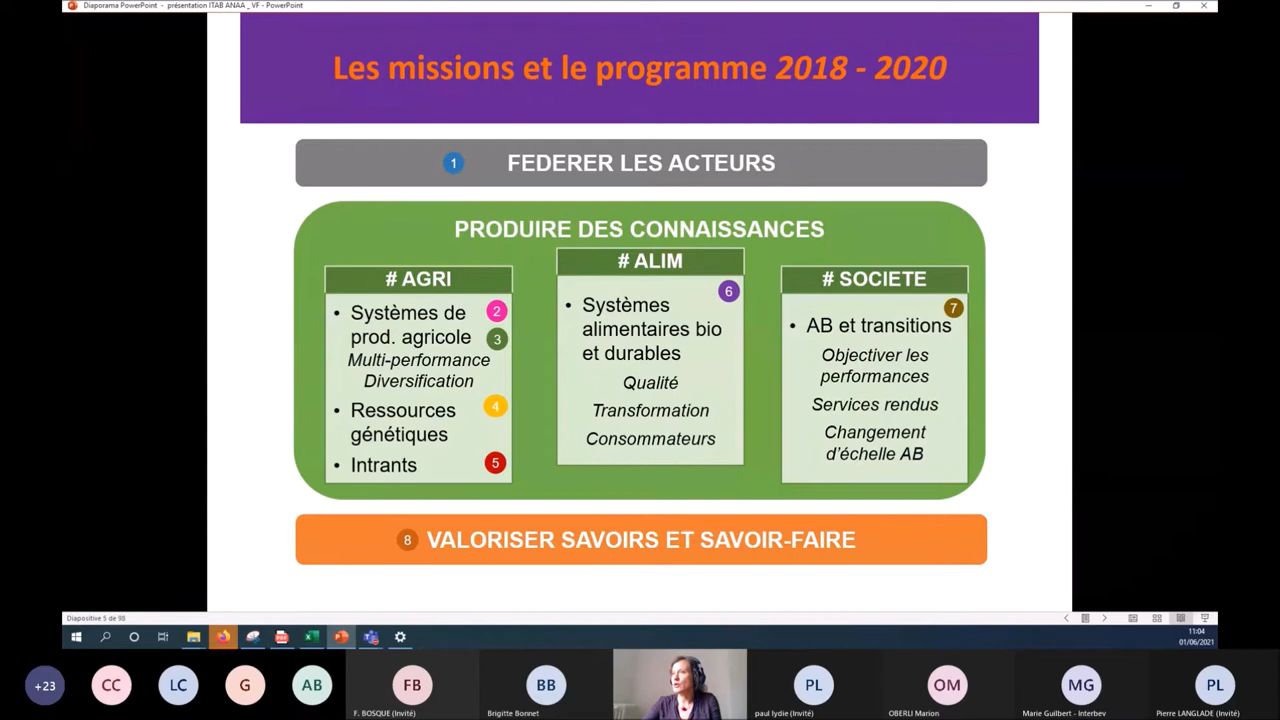 Diaporama PowerPoint - présentation ITAB ANAA _ VF - PowerPoint
Les missions et le programme 2018 - 2020
1 FEDERER LES ACTEURS
PRODUIRE DES CONNAISSANCES
# AGRI
• Systèmes de 2
prod. agricole 3
Multi-performance
Diversification
• Ressources 4
génétiques
• Intrants 5
# ALIM
6
• Systèmes
alimentaires bio
et durables
Qualité
Transformation
Consommateurs
# SOCIETE
7
• AB et transitions
Objectiver les
performances
Services rendus
Changement
d'échelle AB
8 VALORISER SAVOIRS ET SAVOIR-FAIRE
Diapositive 5 de 98
11:04
01/06/2021
+23 CC LC G AB FB BB PL OM MG PL
F. BOSQUE (Invité) Brigitte Bonnet paul lydie (Invité) OBERLI Marion Marie Guilbert - Interbev Pierre LANGLADE (Invité)